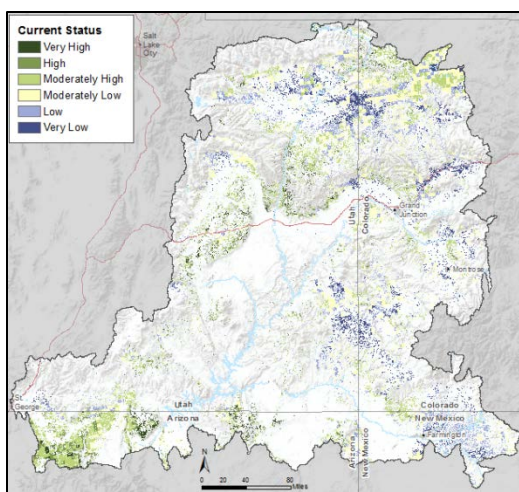 Current Status
Very High
High
Moderately High
Moderately Low
Low
Very Low
Salt
Lake
City
Utah
Colorado
Grand
Junction
Montrose
St.
George
Utah
Arizona
Colorado
New Mexico
Farmington
Arizona
New Mexico
N
0 20 40 80
Miles